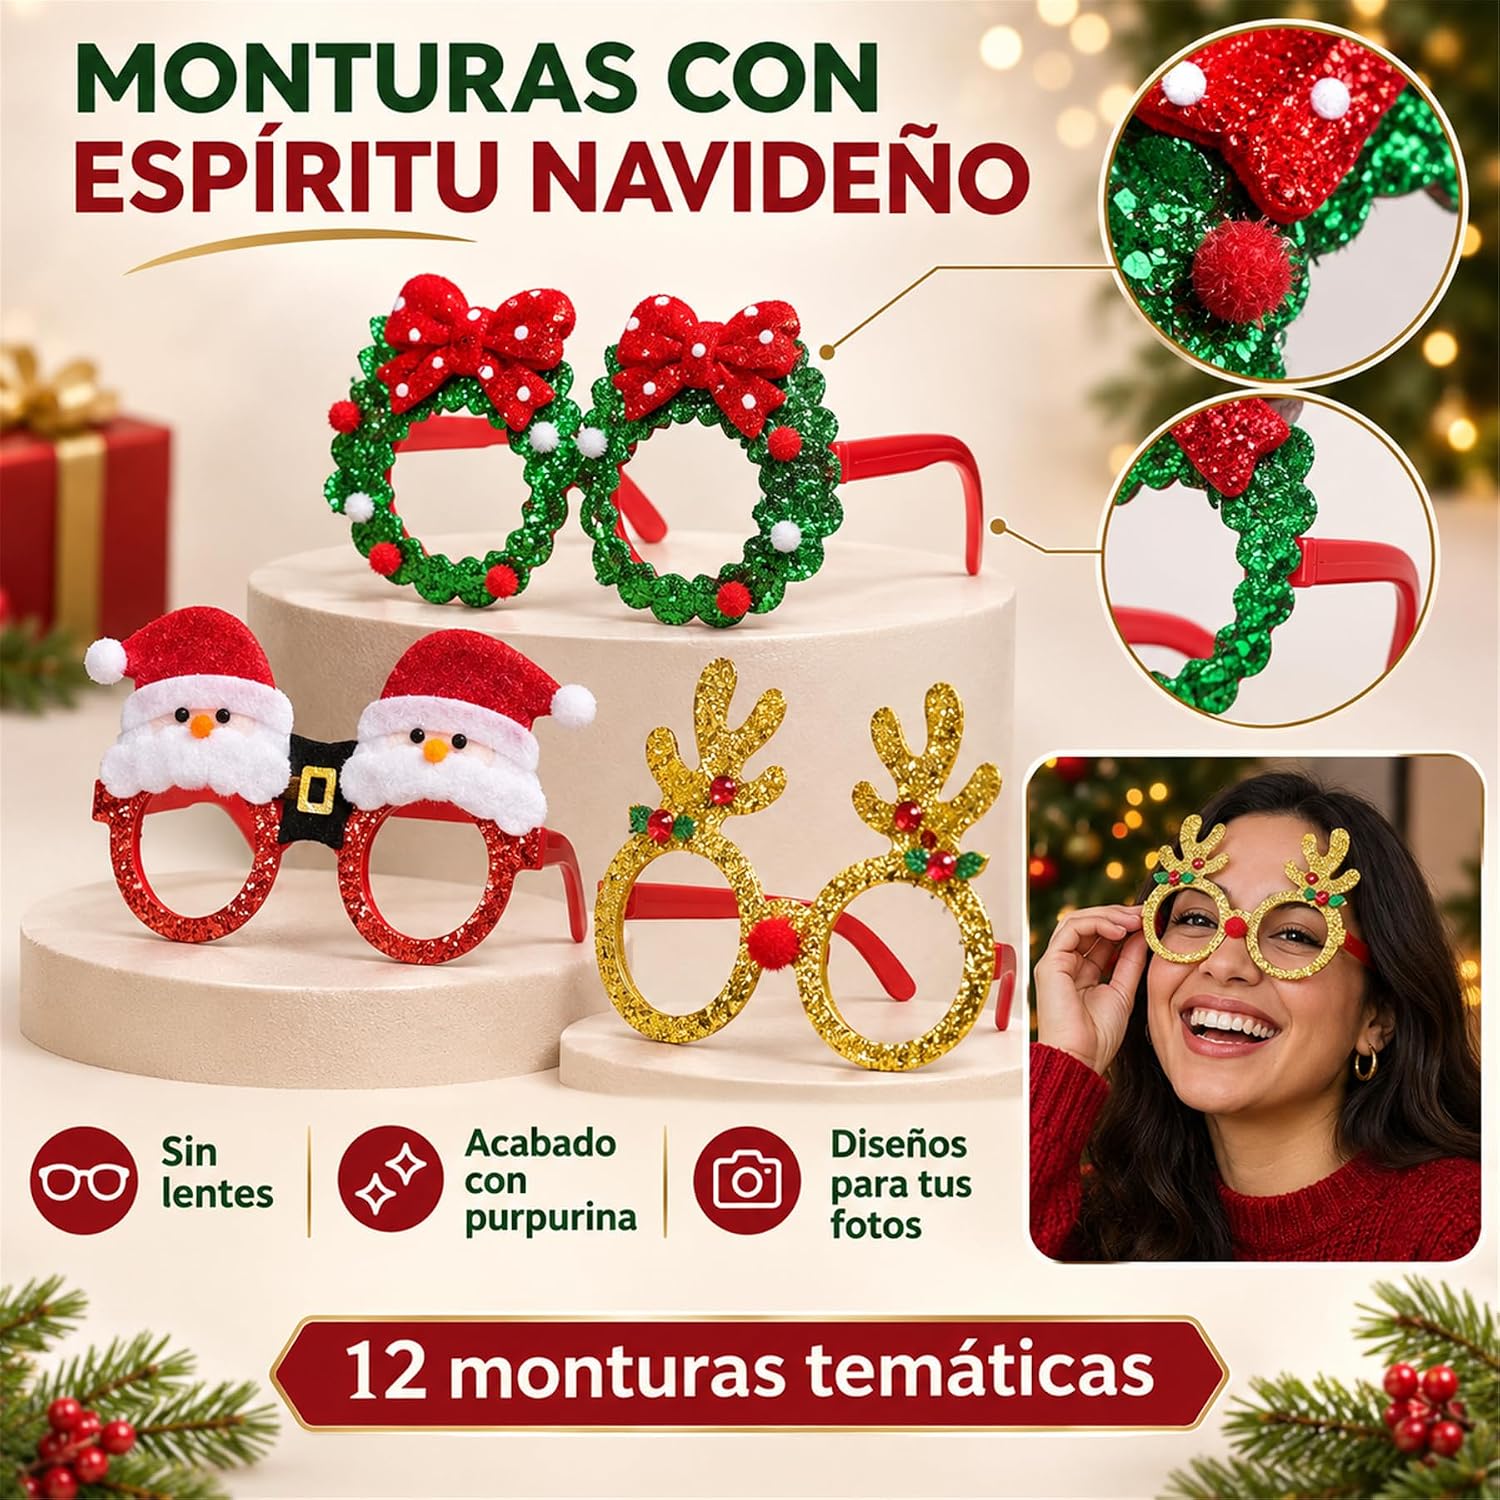 MONTURAS CON
ESPÍRITU NAVIDEÑO
Sin
lentes
Acabado
con
purpurina
Diseños
para tus
fotos
12 monturas temáticas